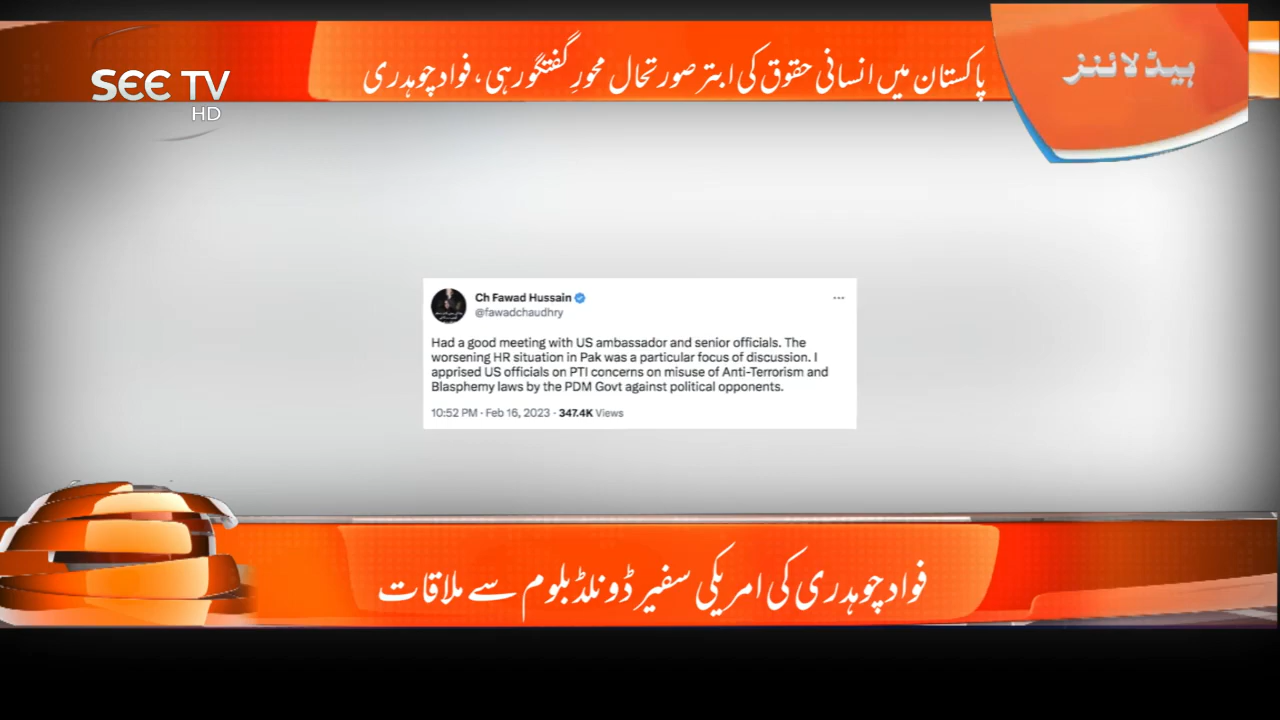 SEE TV
HD
پاکستان میں انسانی حقوق کی ابتر صورتحال محورِ گفتگو رہی، فواد چوہدری
ہیڈلائنز
Ch Fawad Hussain
@fawadchaudhry
Had a good meeting with US ambassador and senior officials. The
worsening HR situation in Pak was a particular focus of discussion. I
apprised US officials on PTI concerns on misuse of Anti-Terrorism and
Blasphemy laws by the PDM Govt against political opponents.
10:52 PM · Feb 16, 2023 · 347.4K Views
فواد چوہدری کی امریکی سفیر ڈونلڈ بلوم سے ملاقات